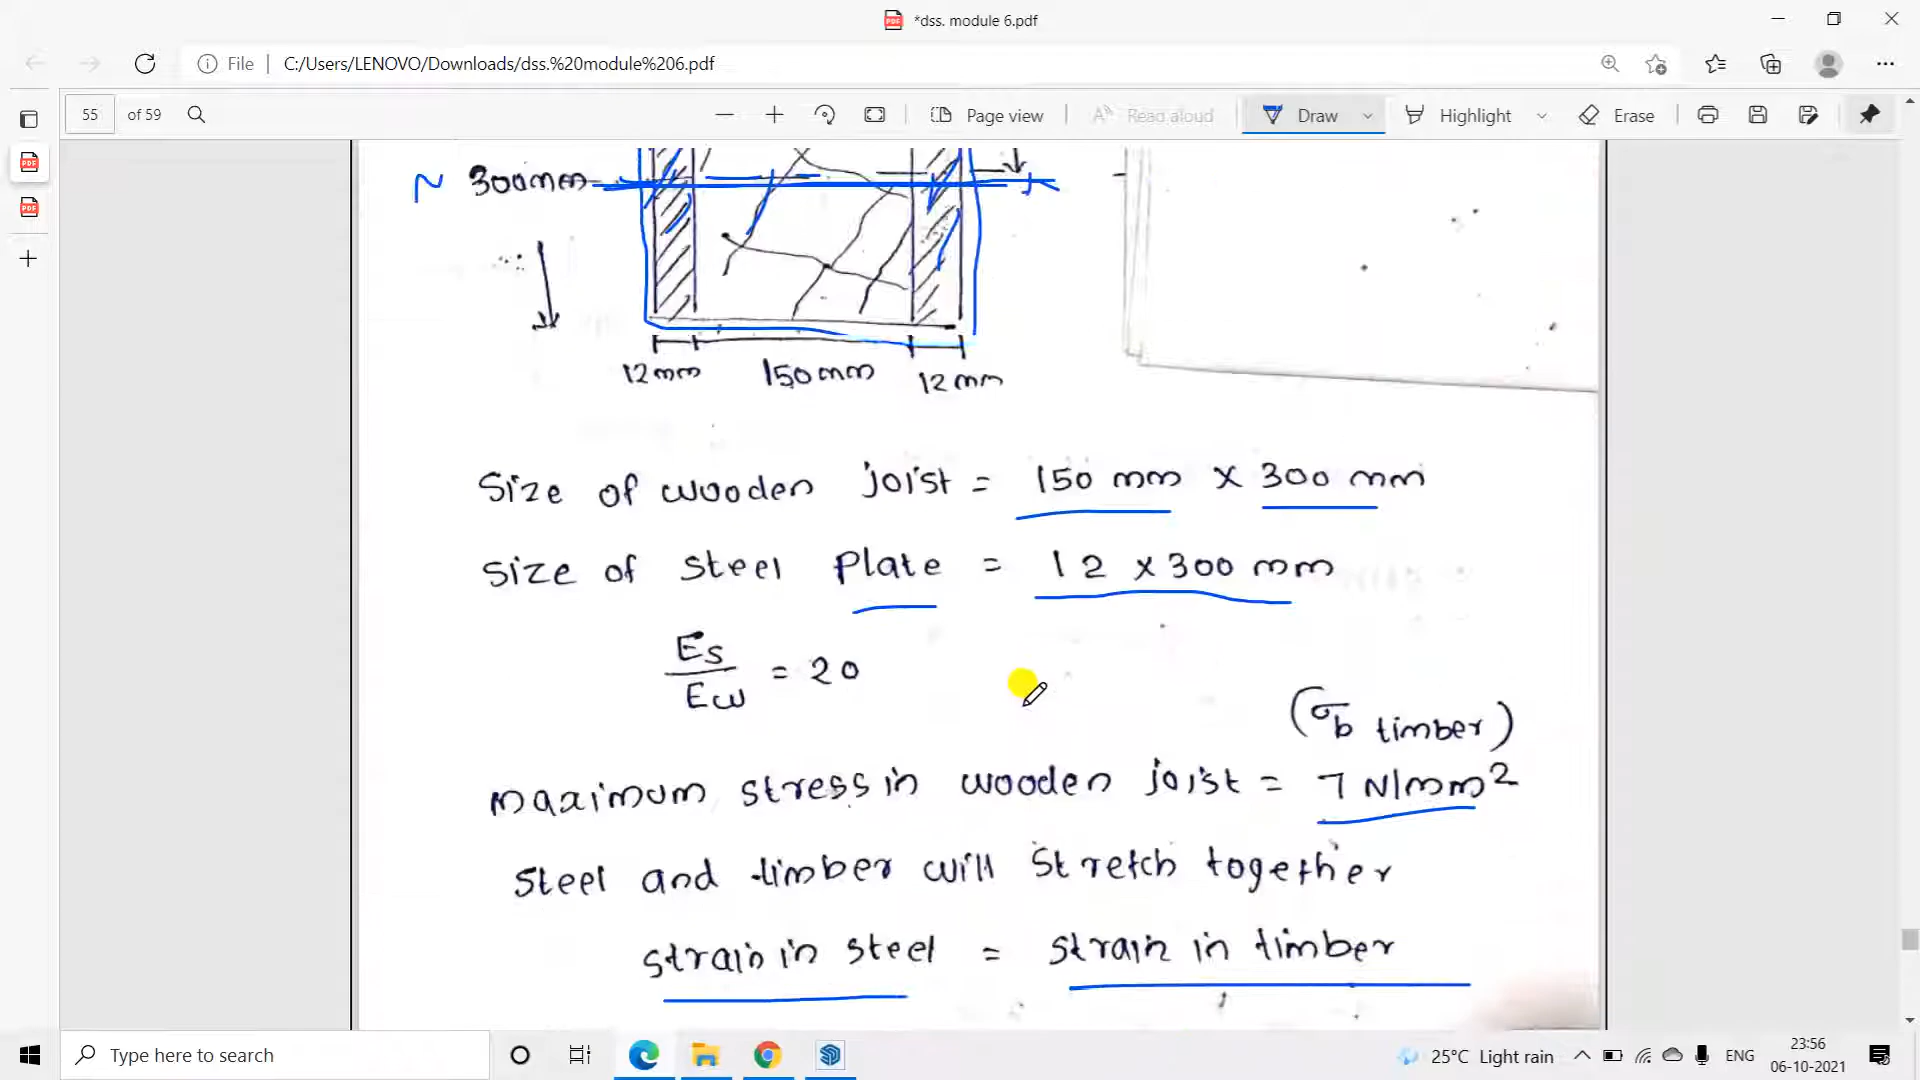 *dss. module 6.pdf
File | C:/Users/LENOVO/Downloads/dss.%20module%206.pdf
55 of 59
Page view
Read aloud
Draw
Highlight
Erase
N 300mm
12mm 150mm 12mm
Size of wooden joist = 150 mm x 300 mm
Size of steel Plate = 12 x 300 mm
Es
Ew = 20
(σb timber)
maximum stress in wooden joist = 7 N/mm²
Steel and timber will stretch together
strain in steel = strain in timber
Type here to search
25°C Light rain
ENG
23:56
06-10-2021